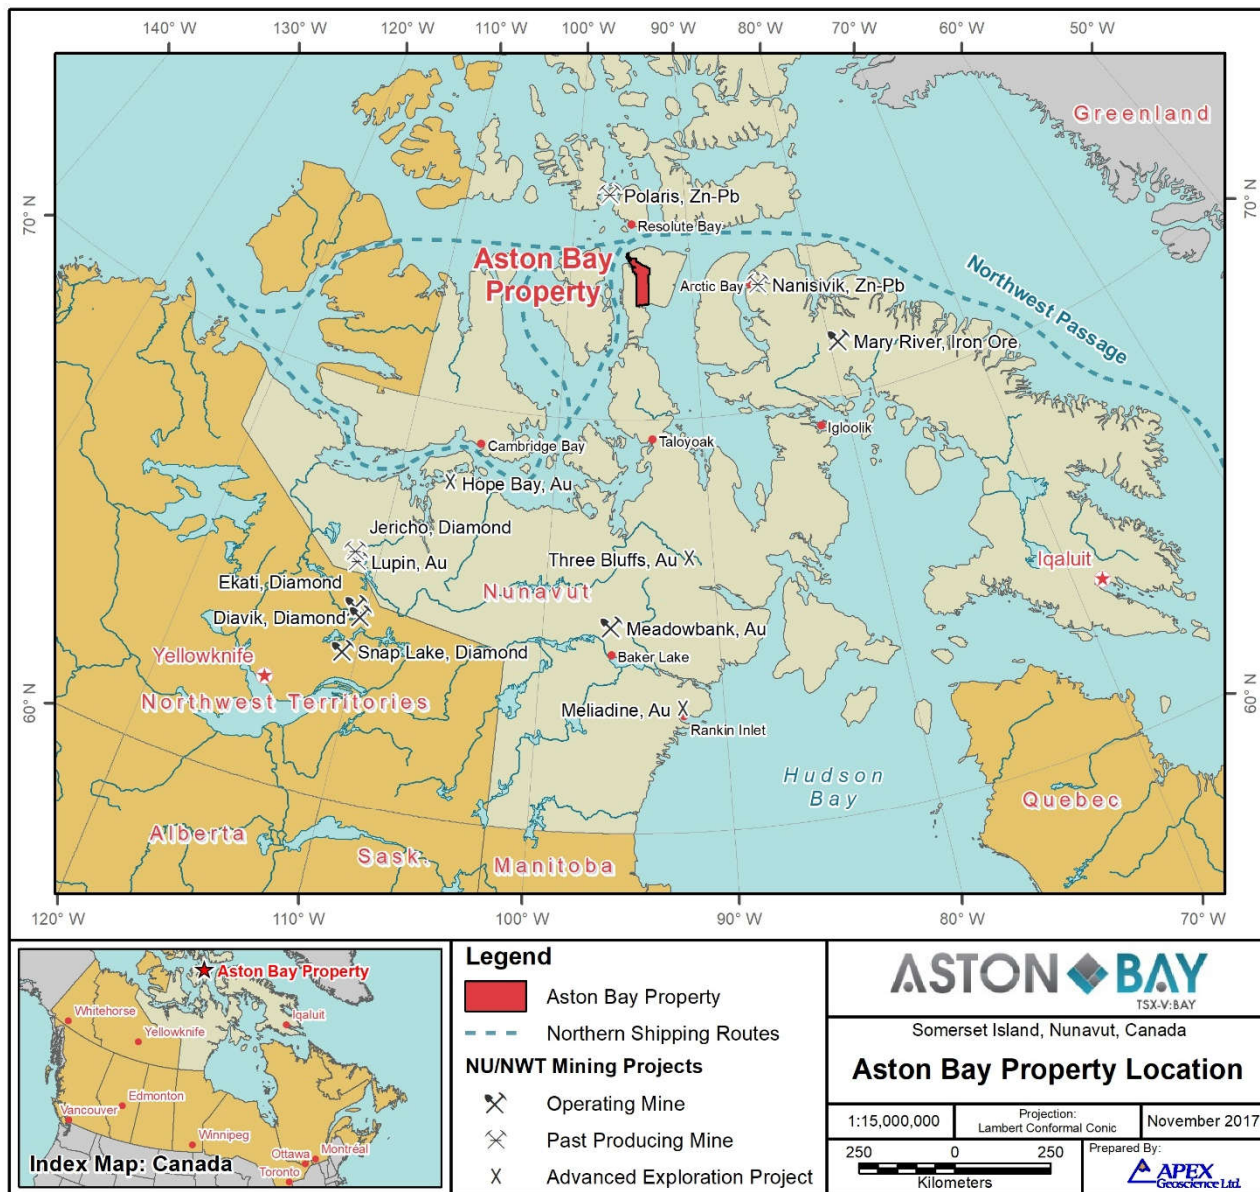 140° W 130° W 120° W 110° W 100° W 90° W 80° W 70° W 60° W 50° W
Greenland
70° N
70° N
Polaris, Zn-Pb
Resolute Bay
Aston Bay
Property
Arctic Bay
Nanisivik, Zn-Pb
Northwest Passage
Mary River, Iron Ore
Igloolik
Cambridge Bay
Taloyoak
Hope Bay, Au
Jericho, Diamond
Lupin, Au
Three Bluffs, Au
Iqaluit
Ekati, Diamond
Nunavut
Diavik, Diamond
Meadowbank, Au
Snap Lake, Diamond
Baker Lake
Yellowknife
Northwest Territories
60° N
60° N
Meliadine, Au
Rankin Inlet
Hudson
Bay
Quebec
Alberta
Sask.
Manitoba
120° W 110° W 100° W 90° W 80° W 70° W
Aston Bay Property
Whitehorse
Iqaluit
Yellowknife
Edmonton
Vancouver
Winnipeg
Ottawa
Montréal
Toronto
Index Map: Canada
Legend
Aston Bay Property
Northern Shipping Routes
NU/NWT Mining Projects
Operating Mine
Past Producing Mine
Advanced Exploration Project
ASTON BAY
TSX-V:BAY
Somerset Island, Nunavut, Canada
Aston Bay Property Location
1:15,000,000
Projection:
Lambert Conformal Conic
November 2017
250 0 250
Kilometers
Prepared By:
APEX
Geoscience Ltd.